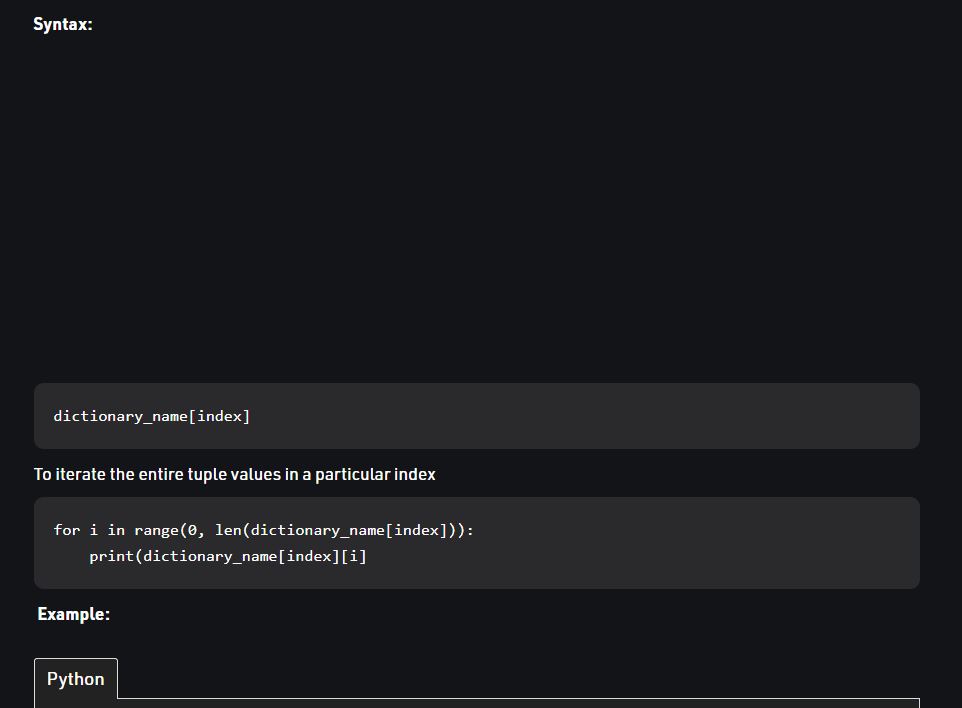 Syntax:
dictionary_name[index]
To iterate the entire tuple values in a particular index
for i in range(0, len(dictionary_name[index])):
    print(dictionary_name[index][i]
Example:
Python